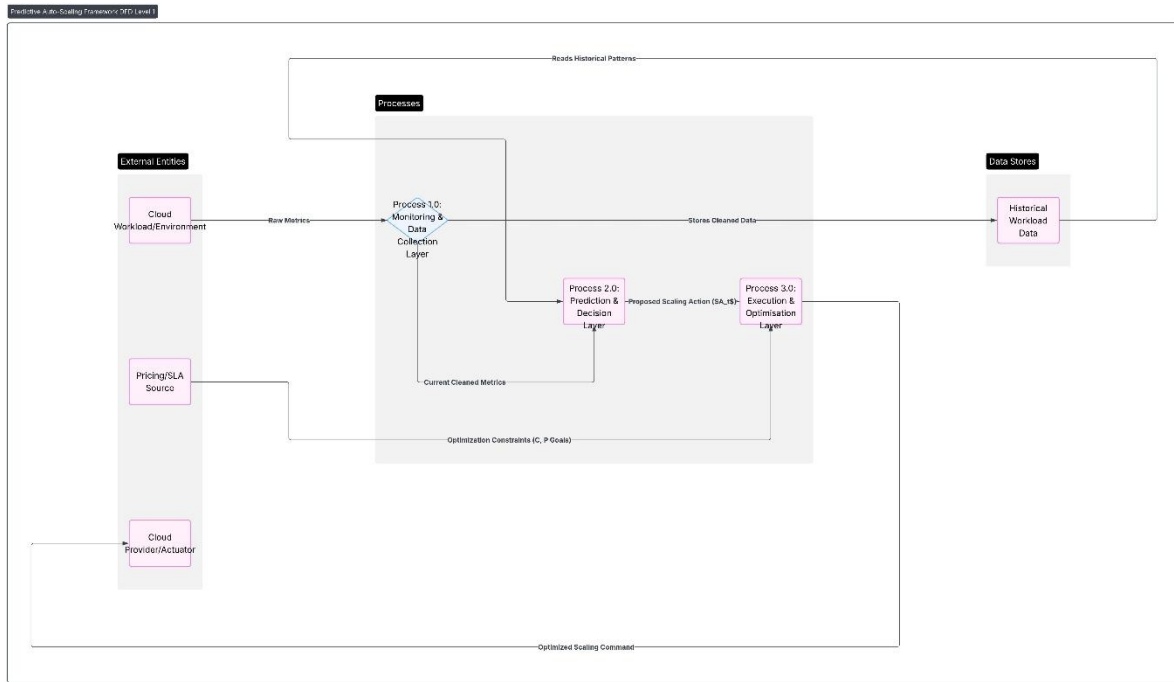 Predictive Auto-Scaling Framework DFD Level 1
Reads Historical Patterns
Processes
External Entities
Data Stores
Cloud
Workload/Environment
Raw Metrics
Process 1.0:
Monitoring &
Data
Collection
Layer
Stores Cleaned Data
Historical
Workload
Data
Process 2.0:
Prediction &
Decision
Layer
Proposed Scaling Action ($A_t$)
Process 3.0:
Execution &
Optimisation
Layer
Pricing/SLA
Source
Current Cleaned Metrics
Optimization Constraints (C, P Goals)
Cloud
Provider/Actuator
Optimized Scaling Command